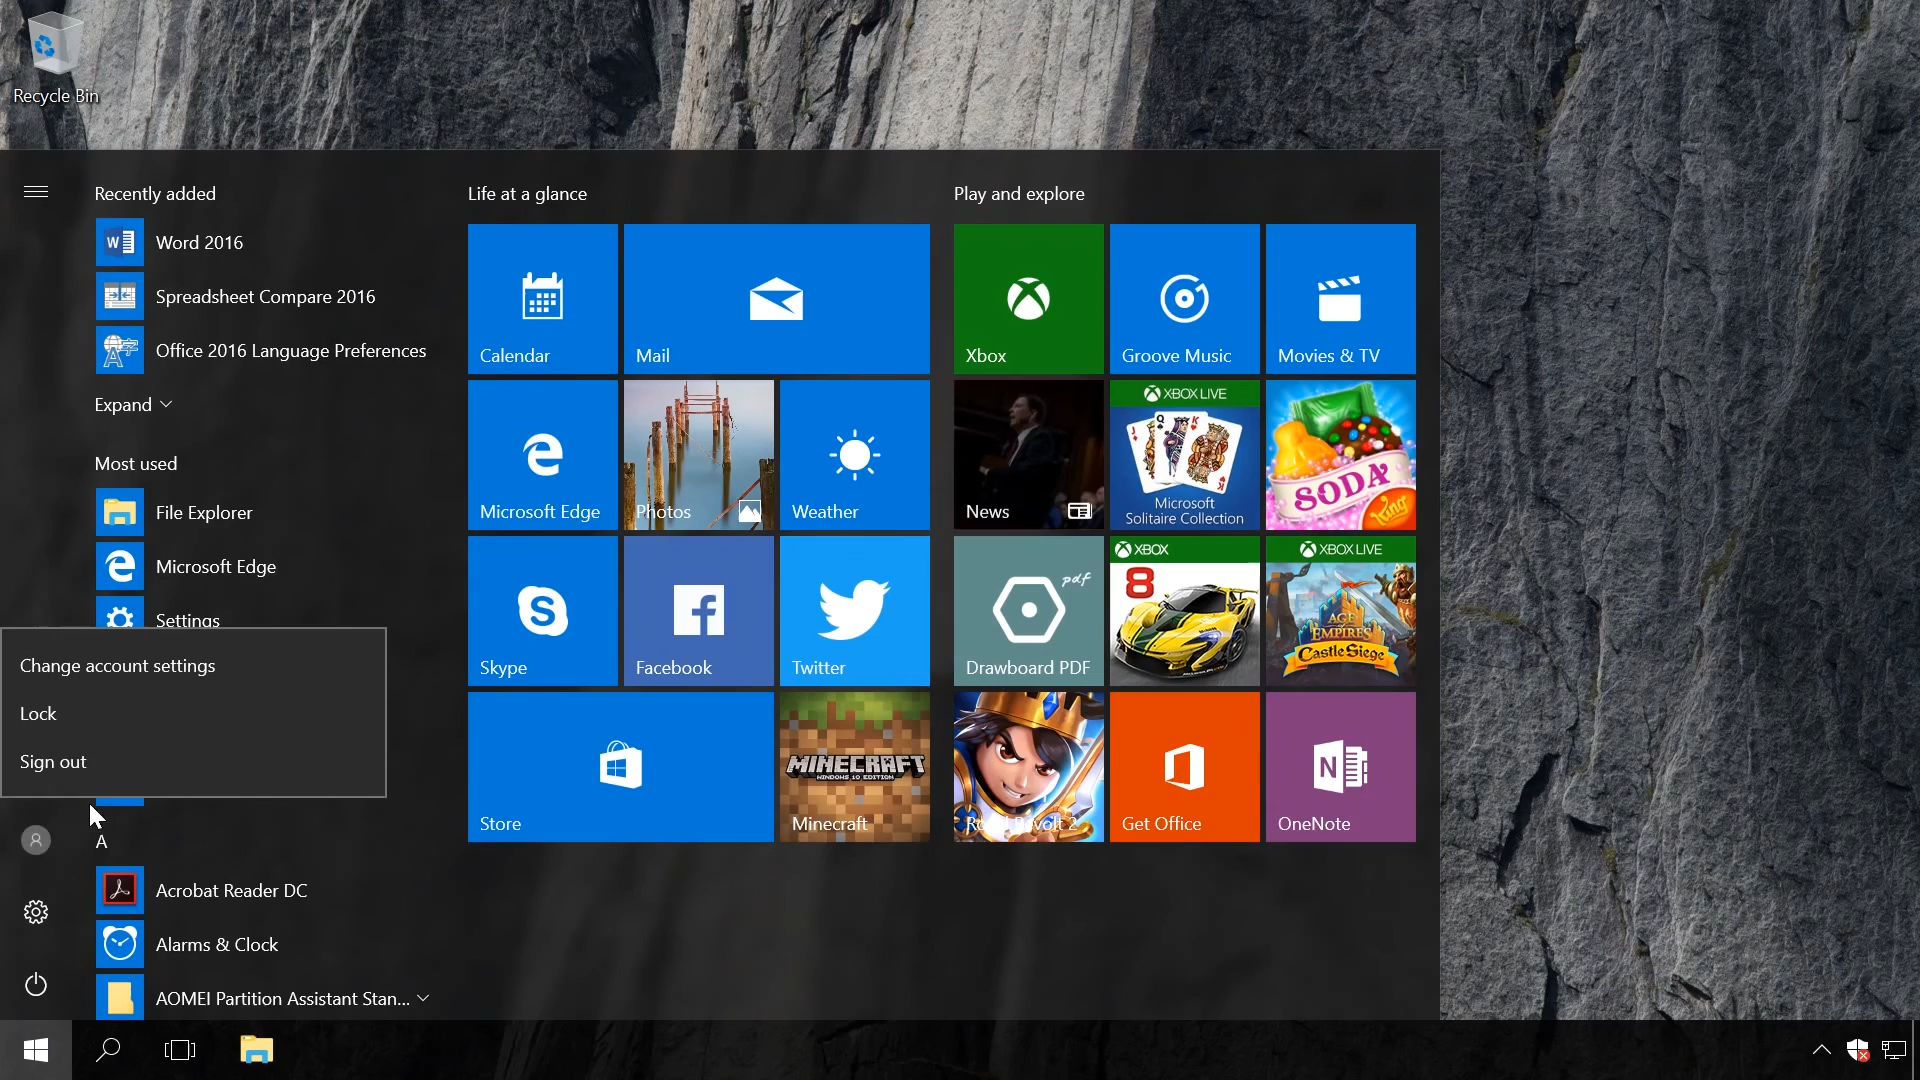 Recycle Bin
Recently added
Word 2016
Spreadsheet Compare 2016
Office 2016 Language Preferences
Expand
Most used
File Explorer
Microsoft Edge
Settings
Change account settings
Lock
Sign out
A
Acrobat Reader DC
Alarms & Clock
AOMEI Partition Assistant Stan...
Life at a glance
Calendar
Mail
Microsoft Edge
Photos
Weather
Skype
Facebook
Twitter
Store
MINECRAFT
WINDOWS 10 EDITION
Minecraft
Play and explore
Xbox
Groove Music
Movies & TV
News
XBOX LIVE
Microsoft
Solitaire Collection
SODA
King
pdf
Drawboard PDF
XBOX
8
XBOX LIVE
AGE OF
EMPIRES
Castle Siege
Royal Revolt 2
Get Office
OneNote